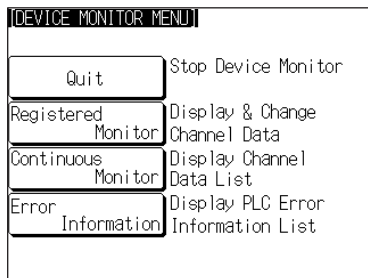 [DEVICE MONITOR MENU]
Quit
Stop Device Monitor
Registered
Monitor
Display & Change
Channel Data
Continuous
Monitor
Display Channel
Data List
Error
Information
Display PLC Error
Information List